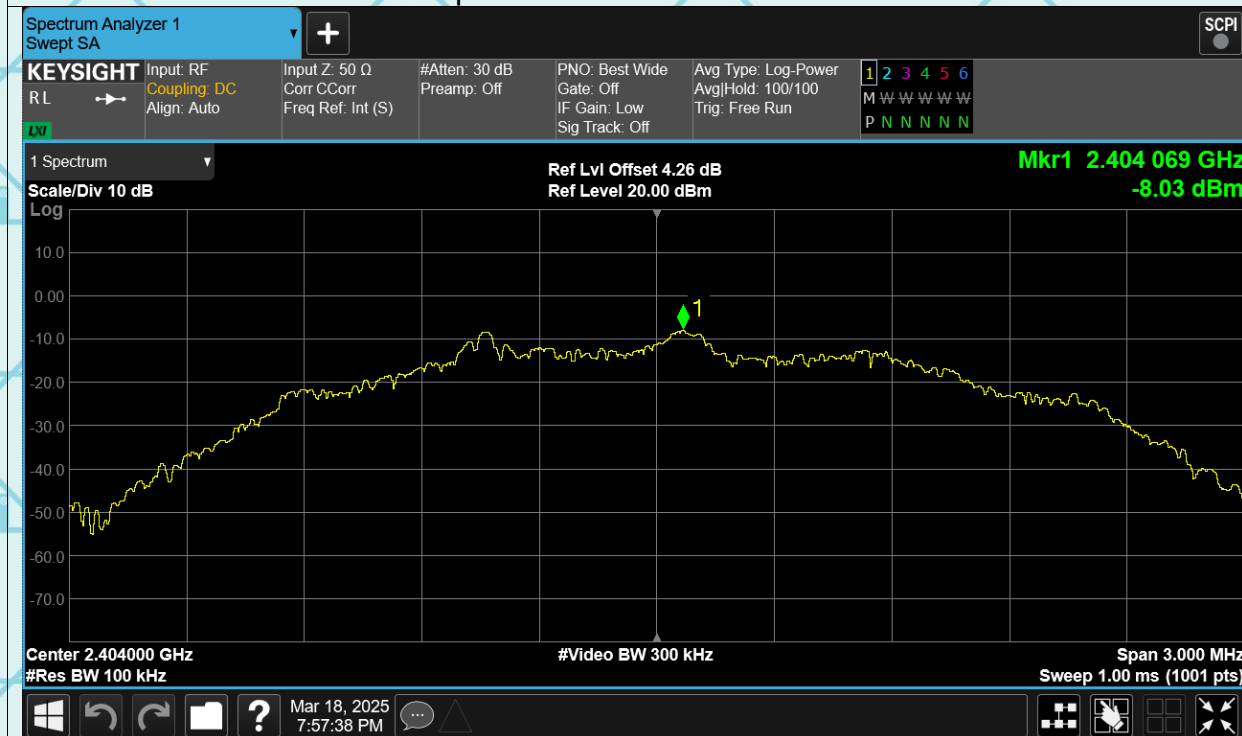 Spectrum Analyzer 1
Swept SA
+
SCPI
KEYSIGHT
RL
LXI
Input: RF
Coupling: DC
Align: Auto
Input Z: 50 Ω
Corr CCorr
Freq Ref: Int (S)
#Atten: 30 dB
Preamp: Off
PNO: Best Wide
Gate: Off
IF Gain: Low
Sig Track: Off
Avg Type: Log-Power
Avg|Hold: 100/100
Trig: Free Run
1 2 3 4 5 6
M W W W W W
P N N N N N
1 Spectrum
Scale/Div 10 dB
Ref Lvl Offset 4.26 dB
Ref Level 20.00 dBm
Mkr1 2.404 069 GHz
-8.03 dBm
Log
10.0
0.00
-10.0
-20.0
-30.0
-40.0
-50.0
-60.0
-70.0
1
Center 2.404000 GHz
#Res BW 100 kHz
#Video BW 300 kHz
Span 3.000 MHz
Sweep 1.00 ms (1001 pts)
?
Mar 18, 2025
7:57:38 PM